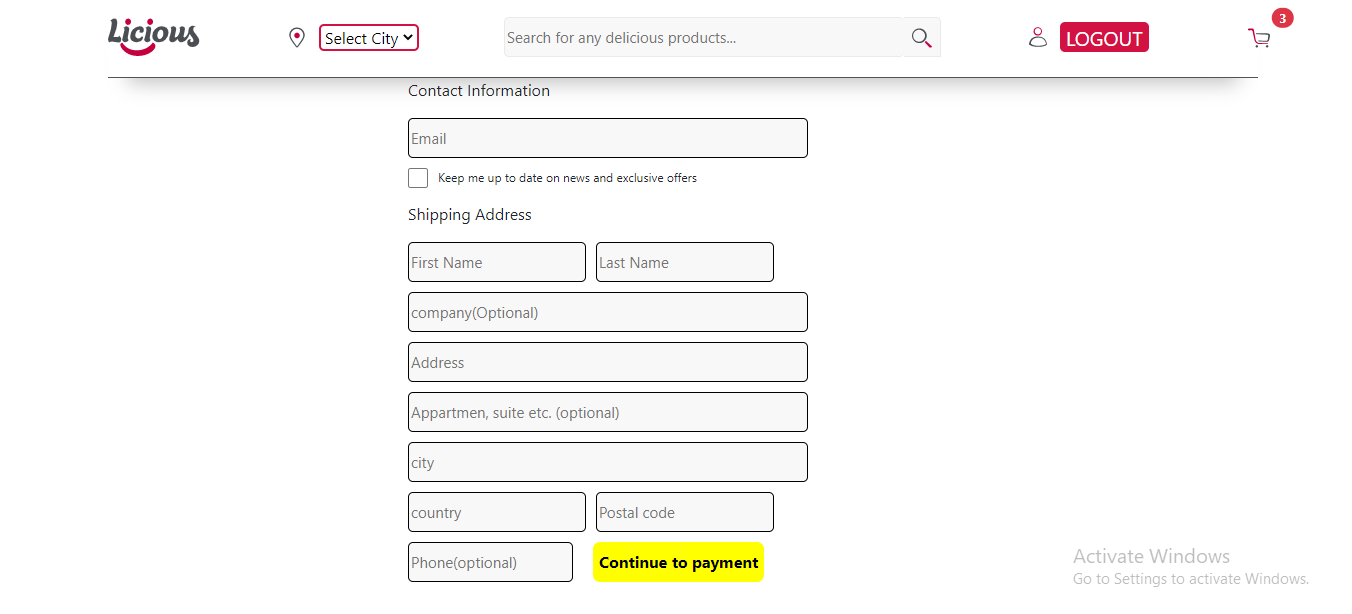 Licious
Select City
Search for any delicious products...
LOGOUT
3
Contact Information
Email
Keep me up to date on news and exclusive offers
Shipping Address
First Name Last Name
company(Optional)
Address
Appartmen, suite etc. (optional)
city
country Postal code
Phone(optional) Continue to payment
Activate Windows
Go to Settings to activate Windows.